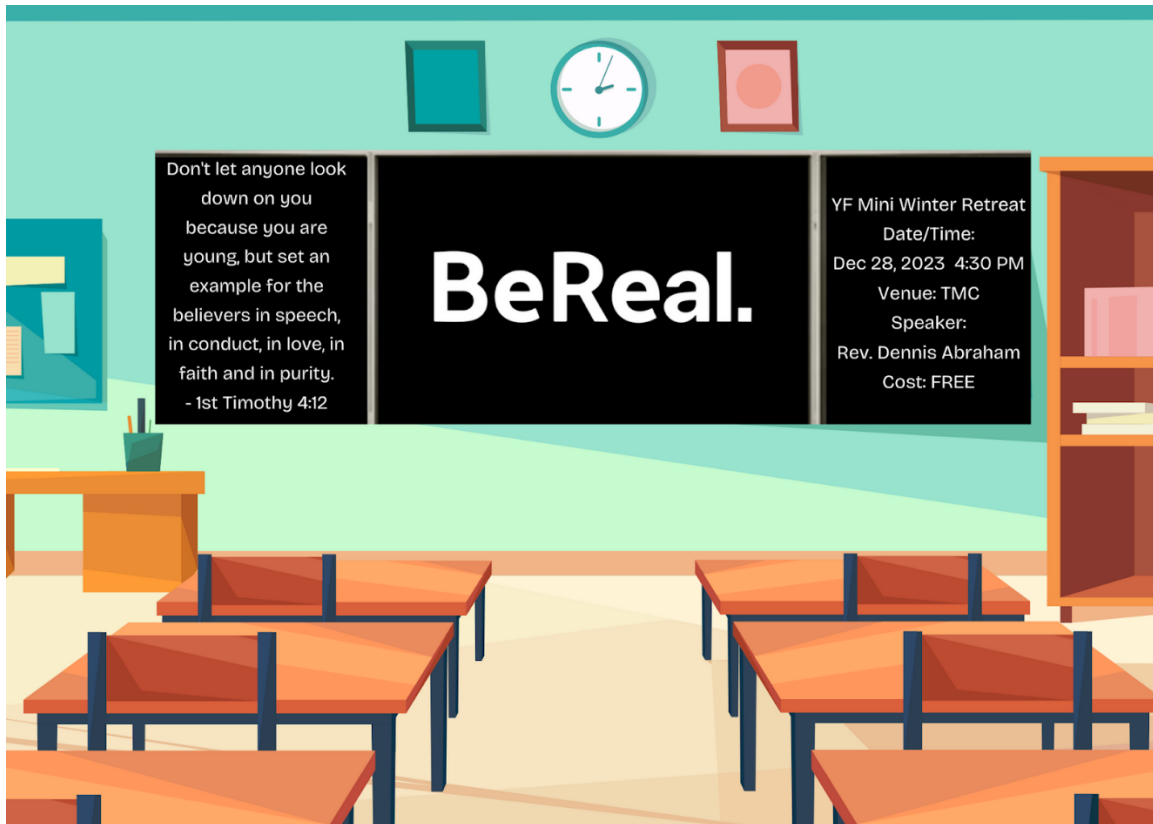 Don't let anyone look
down on you
because you are
young, but set an
example for the
believers in speech,
in conduct, in love, in
faith and in purity.
- 1st Timothy 4:12
BeReal.
YF Mini Winter Retreat
Date/Time:
Dec 28, 2023 4:30 PM
Venue: TMC
Speaker:
Rev. Dennis Abraham
Cost: FREE